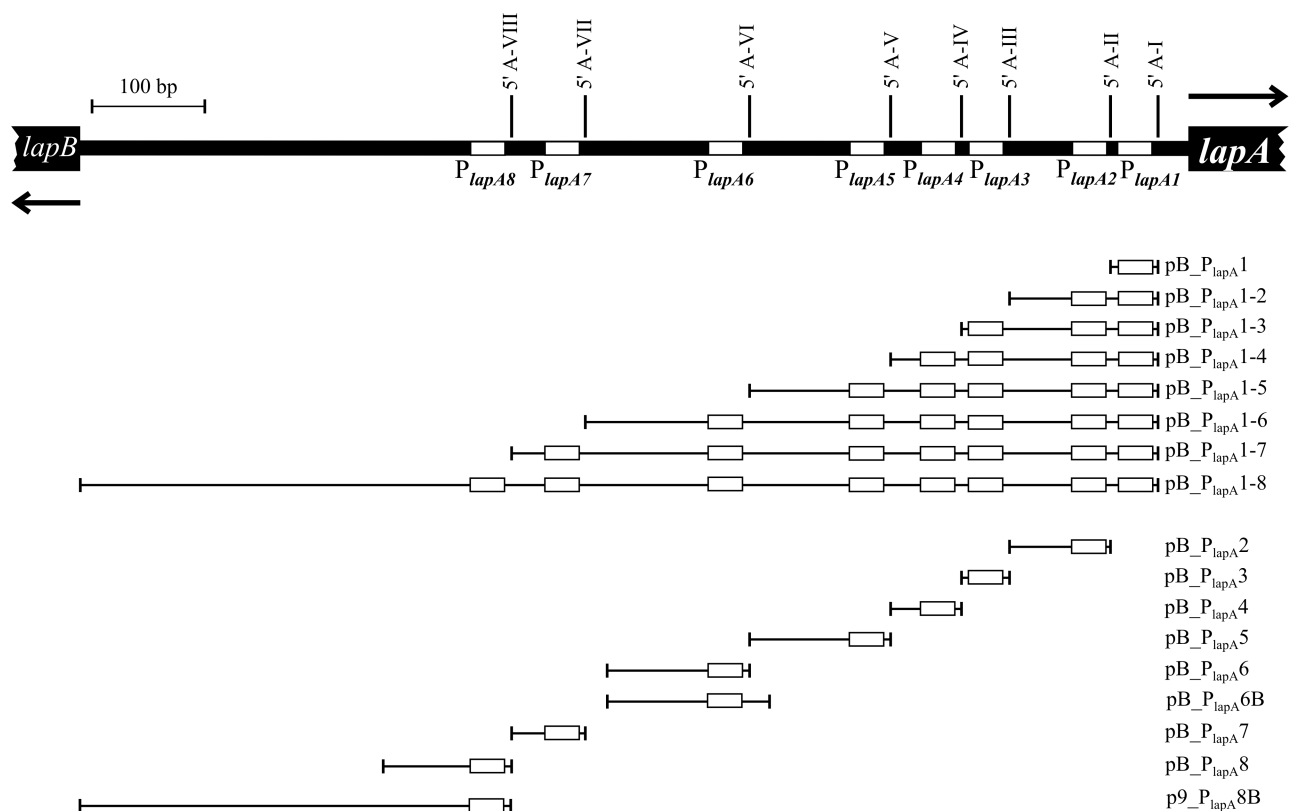 5' A-VIII
5' A-VII
5' A-VI
5' A-V
5' A-IV
5' A-III
5' A-II
5' A-I
100 bp
lapB
lapA
PlapA8
PlapA7
PlapA6
PlapA5
PlapA4
PlapA3
PlapA2
PlapA1
pB_PlapA1
pB_PlapA1-2
pB_PlapA1-3
pB_PlapA1-4
pB_PlapA1-5
pB_PlapA1-6
pB_PlapA1-7
pB_PlapA1-8
pB_PlapA2
pB_PlapA3
pB_PlapA4
pB_PlapA5
pB_PlapA6
pB_PlapA6B
pB_PlapA7
pB_PlapA8
p9_PlapA8B